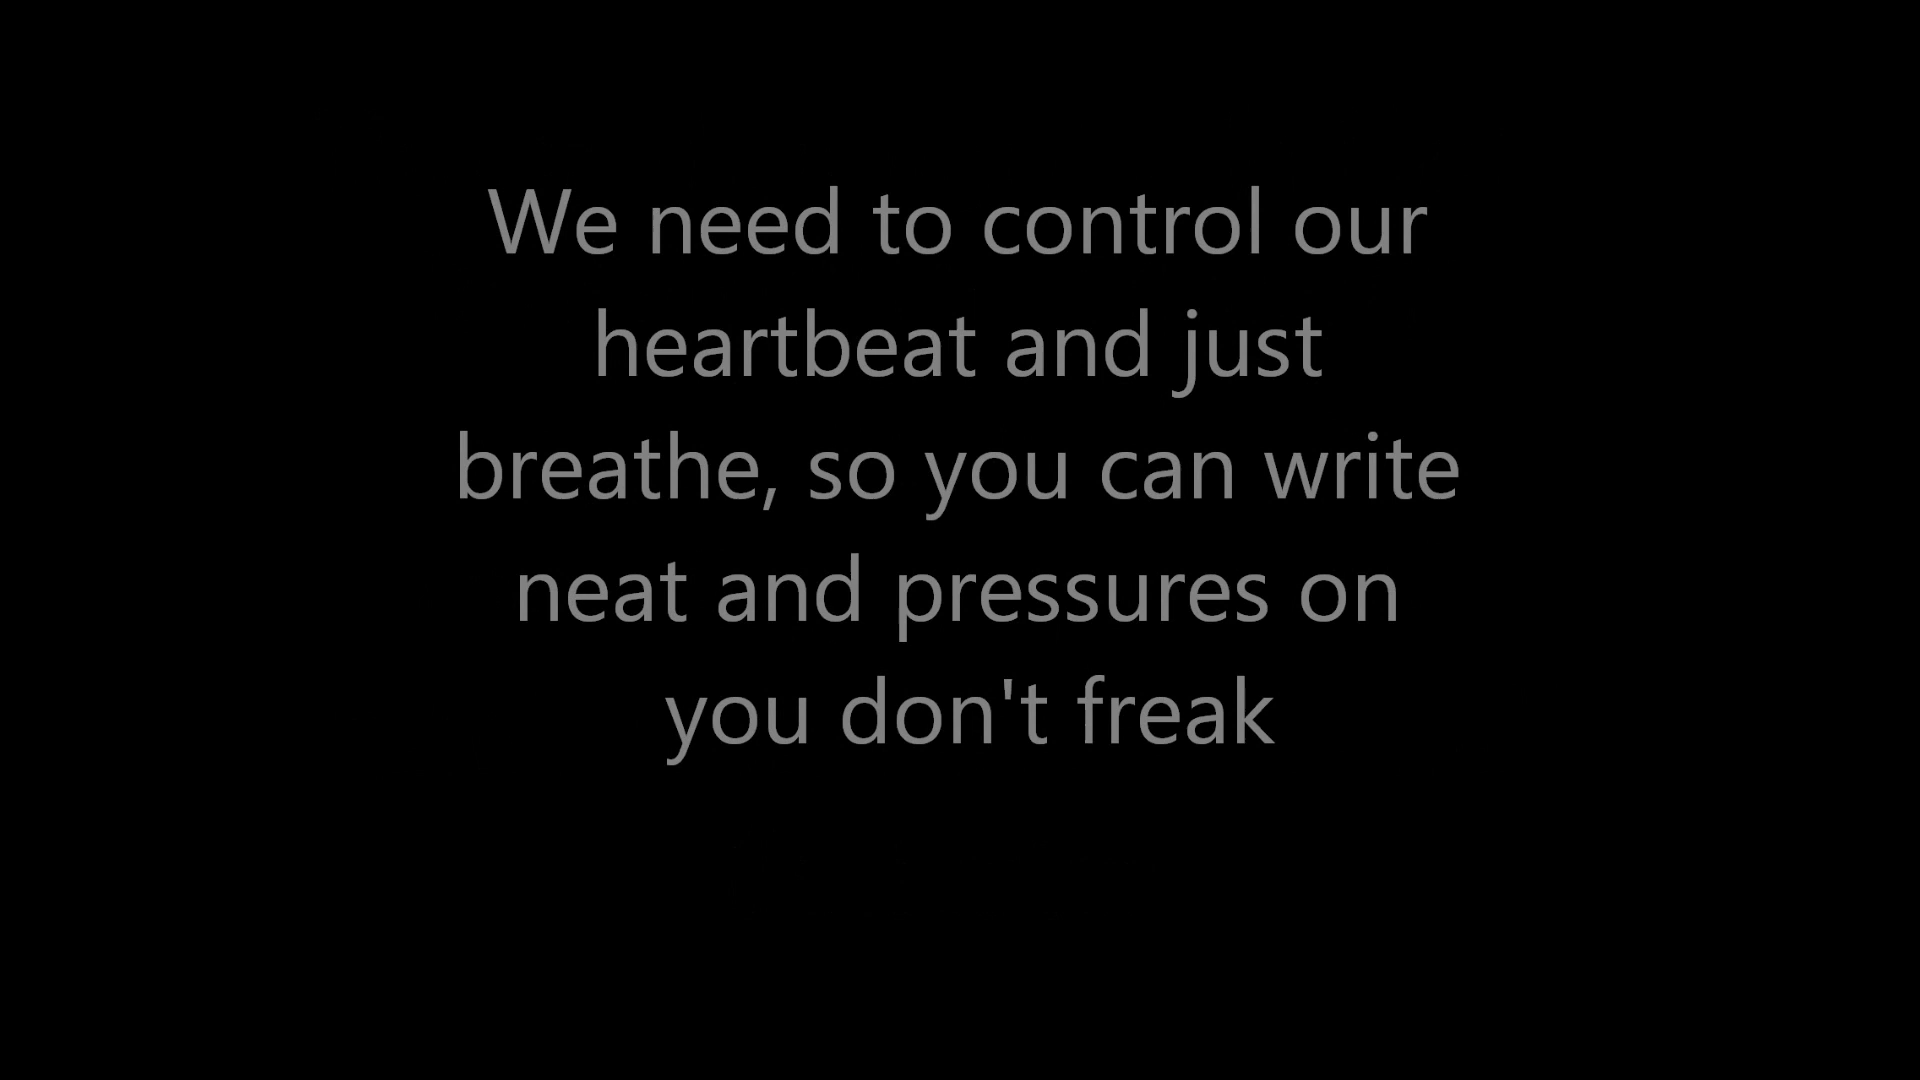 We need to control our
heartbeat and just
breathe, so you can write
neat and pressures on
you don't freak